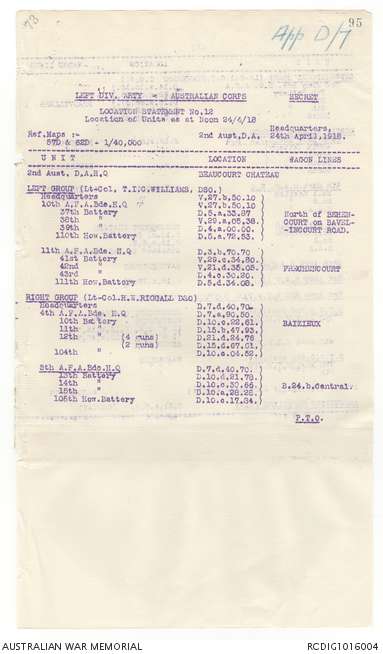 73
95
App D/7
LEFT DIV. ARTY - AUSTRALIAN CORPS SECRET
LOCATION STATEMENT No.12
Location of Units as at Noon 24/4/18
Headquarters,
Ref.Maps :- 2nd Aust.D.A. 24th April,1918.
57D & 62D - 1/40,000
UNIT LOCATION WAGON LINES
2nd Aust. D.A.H.Q BEAUCOURT CHATEAU
LEFT GROUP (Lt-Col. T.I.C.WILLIAMS, DSO.)
Headquarters V.27.b.50.10
10th A.F.A.Bde.H.Q V.27.b.50.10
37th Battery D.5.a.33.87 North of BEHEN-
38th " V.29.a.05.38. COURT on BAVEL-
39th " D.4.a.00.00 INCOURT ROAD.
110th How.Battery D.5.a.72.53.
11th A.F.A.Bde. H.Q D.3.b.70.70
41st Battery V.29.c.34.80
42nd " V.21.d.35.05 FRECHENCOURT
43rd " D.4.c.30.20.
111th How.Battery D.5.d.34.08.
RIGHT GROUP (Lt-Col.R.W.RIGGALL DSO)
Headquarters D.7.d.40.70.
4th A.F.A.Bde. H.Q D.7.a.90.50
10th Battery D.10.c.22.61
11th " D.15.b.47.93. BAIZIEUX
12th " (4 guns) D.21.d.24.76
(2 guns) D.15.d.67.01
104th " D.10.c.04.52
5th A.F.A.Bde.H.Q D.7.d.40.70.
13th Battery D.10.d.21.78.
14th " D.10.c.30.66. B.24.b.Central
15th " D.10.a.28.25.
105th How.Battery D.10.c.17.84.
P.T.O.
AUSTRALIAN WAR MEMORIAL RCDIG1016004